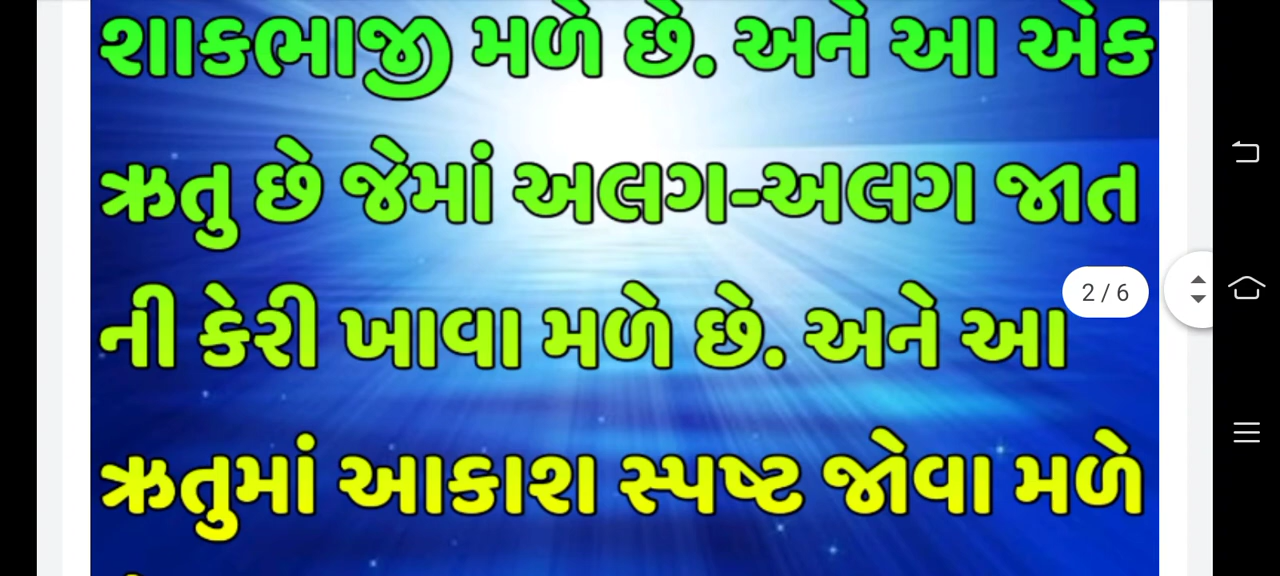 શાકભાજી મળે છે. અને આ એક
ઋતુ છે જેમાં અલગ-અલગ જાત
ની કેરી ખાવા મળે છે. અને આ
2 / 6
ઋતુમાં આકાશ સ્પષ્ટ જોવા મળે